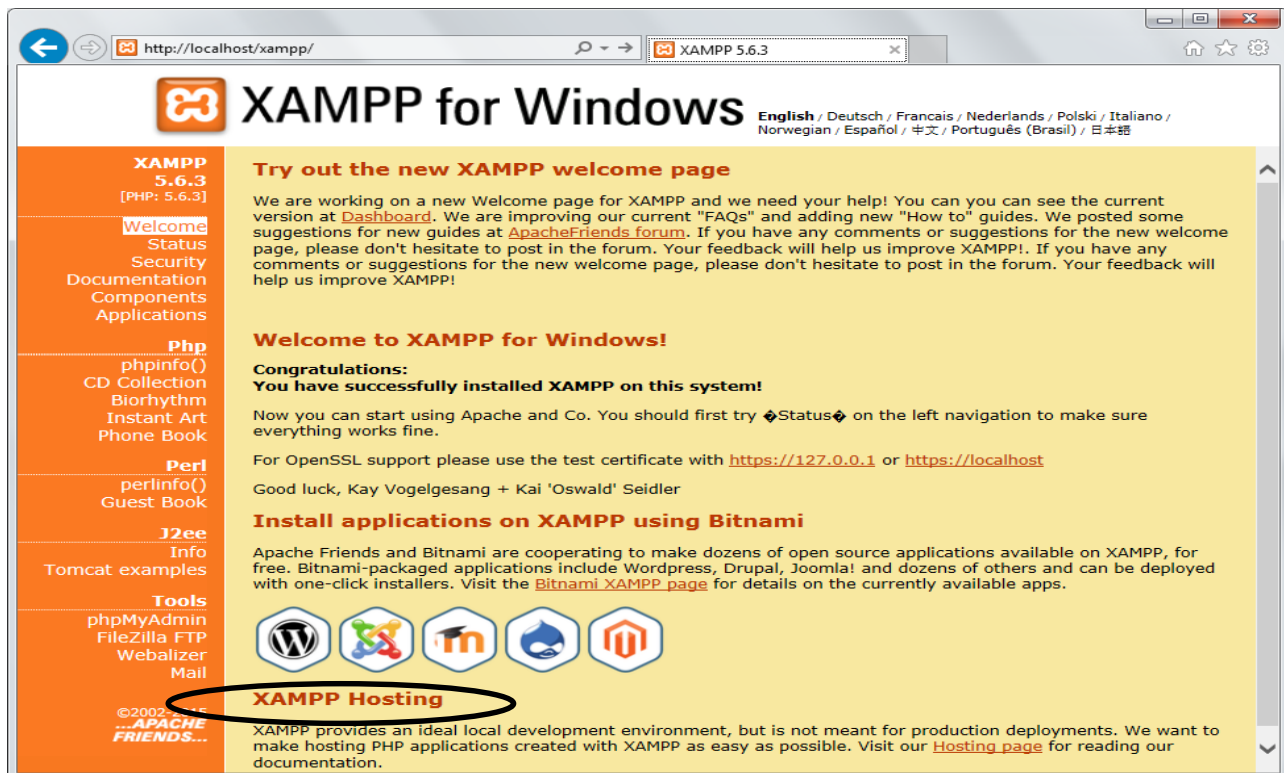 http://localhost/xampp/
XAMPP 5.6.3
XAMPP for Windows
English / Deutsch / Francais / Nederlands / Polski / Italiano /
Norwegian / Español / 中文 / Português (Brasil) / 日本語
XAMPP
5.6.3
[PHP: 5.6.3]
Welcome
Status
Security
Documentation
Components
Applications
Php
phpinfo()
CD Collection
Biorhythm
Instant Art
Phone Book
Perl
perlinfo()
Guest Book
J2ee
Info
Tomcat examples
Tools
phpMyAdmin
FileZilla FTP
Webalizer
Mail
...APACHE
FRIENDS...
Try out the new XAMPP welcome page
We are working on a new Welcome page for XAMPP and we need your help! You can you can see the current
version at Dashboard. We are improving our current "FAQs" and adding new "How to" guides. We posted some
suggestions for new guides at ApacheFriends forum. If you have any comments or suggestions for the new welcome
page, please don't hesitate to post in the forum. Your feedback will help us improve XAMPP!. If you have any
comments or suggestions for the new welcome page, please don't hesitate to post in the forum. Your feedback will
help us improve XAMPP!
Welcome to XAMPP for Windows!
Congratulations:
You have successfully installed XAMPP on this system!
Now you can start using Apache and Co. You should first try �Status� on the left navigation to make sure
everything works fine.
For OpenSSL support please use the test certificate with https://127.0.0.1 or https://localhost
Good luck, Kay Vogelgesang + Kai 'Oswald' Seidler
Install applications on XAMPP using Bitnami
Apache Friends and Bitnami are cooperating to make dozens of open source applications available on XAMPP, for
free. Bitnami-packaged applications include Wordpress, Drupal, Joomla! and dozens of others and can be deployed
with one-click installers. Visit the Bitnami XAMPP page for details on the currently available apps.
XAMPP Hosting
XAMPP provides an ideal local development environment, but is not meant for production deployments. We want to
make hosting PHP applications created with XAMPP as easy as possible. Visit our Hosting page for reading our
documentation.